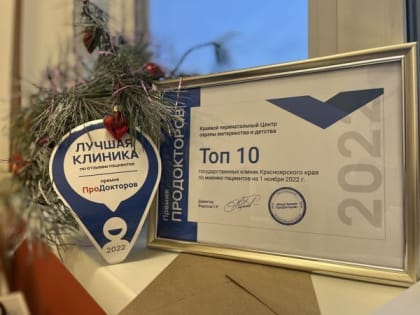 ЛУЧШАЯ
КЛИНИКА
по отзывам пациентов
премия
ПроДокторов
2022
Премия
ПРОДОКТОРОВ
Краевой перинатальный Центр
охраны материнства и детства
Топ 10
государственных клиник Красноярского края
по мнению пациентов на 1 ноября 2022 г.
Директор
2022